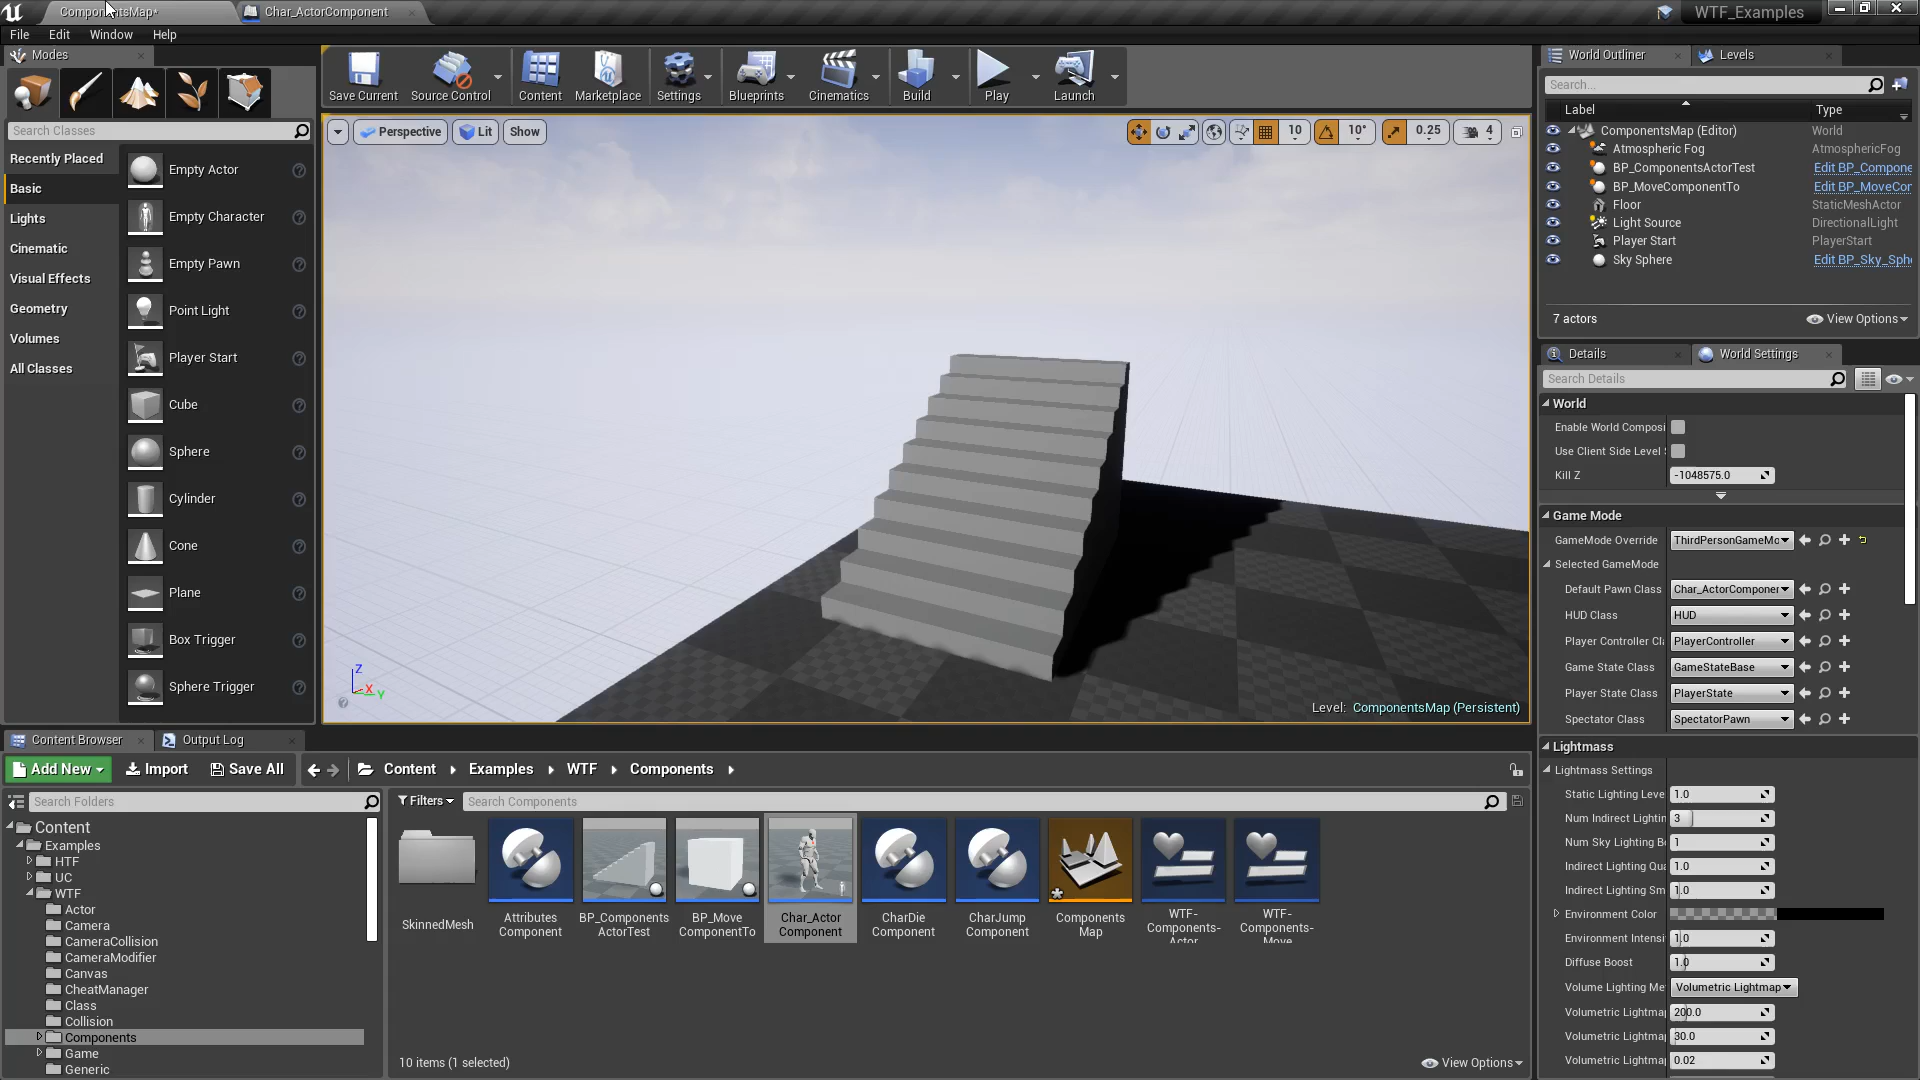 ComponentsMap*
Char_ActorComponent
WTF_Examples
File
Edit
Window
Help
Modes
Save Current
Source Control
Content
Marketplace
Settings
Blueprints
Cinematics
Build
Play
Launch
World Outliner
Levels
Search...
Label
Type
Search Classes
Recently Placed
Basic
Lights
Cinematic
Visual Effects
Geometry
Volumes
All Classes
Empty Actor
Empty Character
Empty Pawn
Point Light
Player Start
Cube
Sphere
Cylinder
Cone
Plane
Box Trigger
Sphere Trigger
Perspective
Lit
Show
10
10°
0.25
4
Z
X
Y
Level: ComponentsMap (Persistent)
ComponentsMap (Editor) World
Atmospheric Fog AtmosphericFog
BP_ComponentsActorTest Edit BP_Compone
BP_MoveComponentTo Edit BP_MoveCor
Floor StaticMeshActor
Light Source DirectionalLight
Player Start PlayerStart
Sky Sphere Edit BP_Sky_Sph
7 actors
View Options
Details
World Settings
Search Details
World
Enable World Composi
Use Client Side Level
Kill Z -1048575.0
Game Mode
GameMode Override ThirdPersonGameMo
Selected GameMode
Default Pawn Class Char_ActorComponer
HUD Class HUD
Player Controller Cl PlayerController
Game State Class GameStateBase
Player State Class PlayerState
Spectator Class SpectatorPawn
Lightmass
Lightmass Settings
Static Lighting Leve 1.0
Num Indirect Lightin 3
Num Sky Lighting B 1
Indirect Lighting Qua 1.0
Indirect Lighting Sm 1.0
Environment Color
Environment Intensi 1.0
Diffuse Boost 1.0
Volume Lighting Me Volumetric Lightmap
Volumetric Lightma 200.0
Volumetric Lightma 30.0
Volumetric Lightma 0.02
Content Browser
Output Log
Add New
Import
Save All
Content
Examples
WTF
Components
Search Folders
Filters
Search Components
Content
Examples
HTF
UC
WTF
Actor
Camera
CameraCollision
CameraModifier
Canvas
CheatManager
Class
Collision
Components
Game
Generic
SkinnedMesh
Attributes
Component
BP_Components
ActorTest
BP_Move
ComponentTo
Char_Actor
Component
CharDie
Component
CharJump
Component
Components
Map
WTF-
Components-
Actor
WTF-
Components-
Move
10 items (1 selected)
View Options